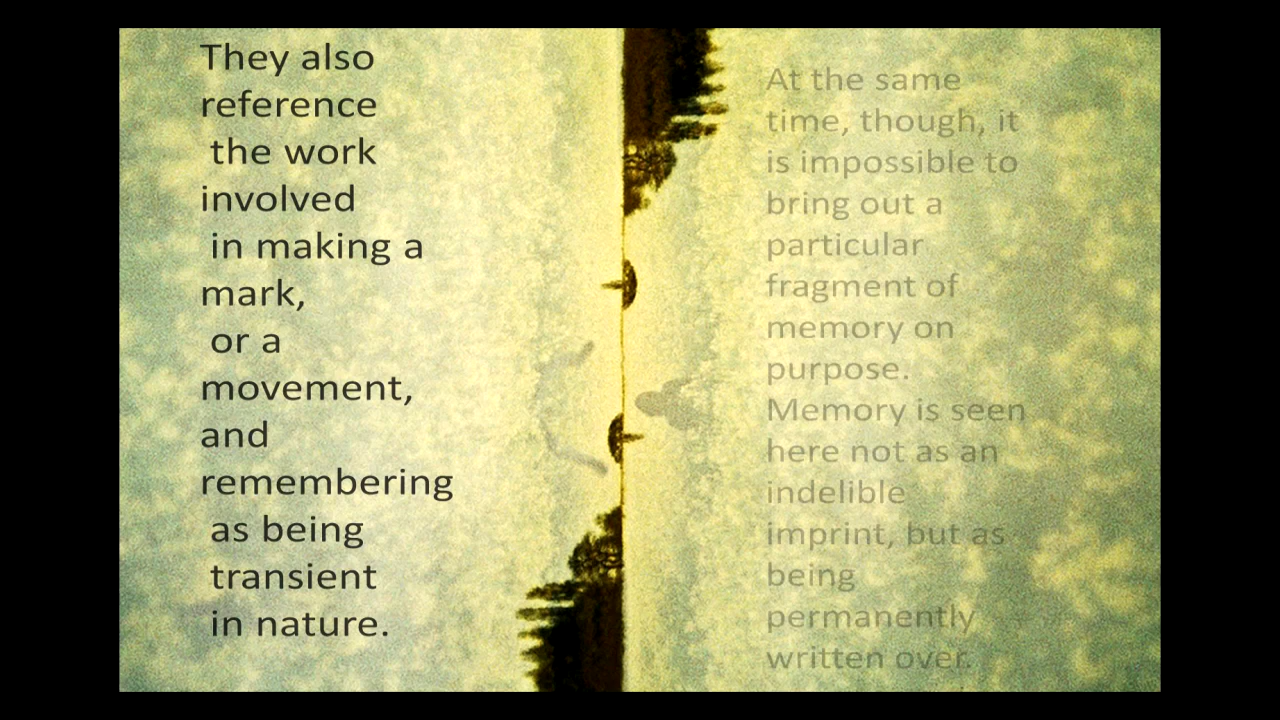 They also
reference
the work
involved
in making a
mark,
or a
movement,
and
remembering
as being
transient
in nature.
At the same
time, though, it
is impossible to
bring out a
particular
fragment of
memory on
purpose.
Memory is seen
here not as an
indelible
imprint, but as
being
permanently
written over.